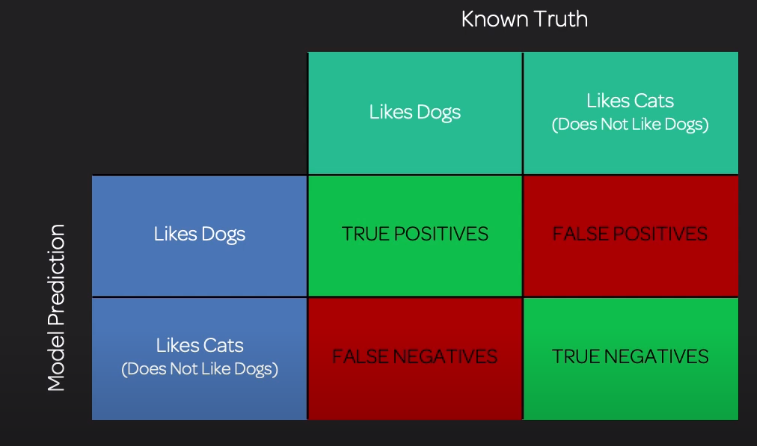 Known Truth
Likes Dogs
Likes Cats
(Does Not Like Dogs)
Model Prediction
Likes Dogs
TRUE POSITIVES
FALSE POSITIVES
Likes Cats
(Does Not Like Dogs)
FALSE NEGATIVES
TRUE NEGATIVES